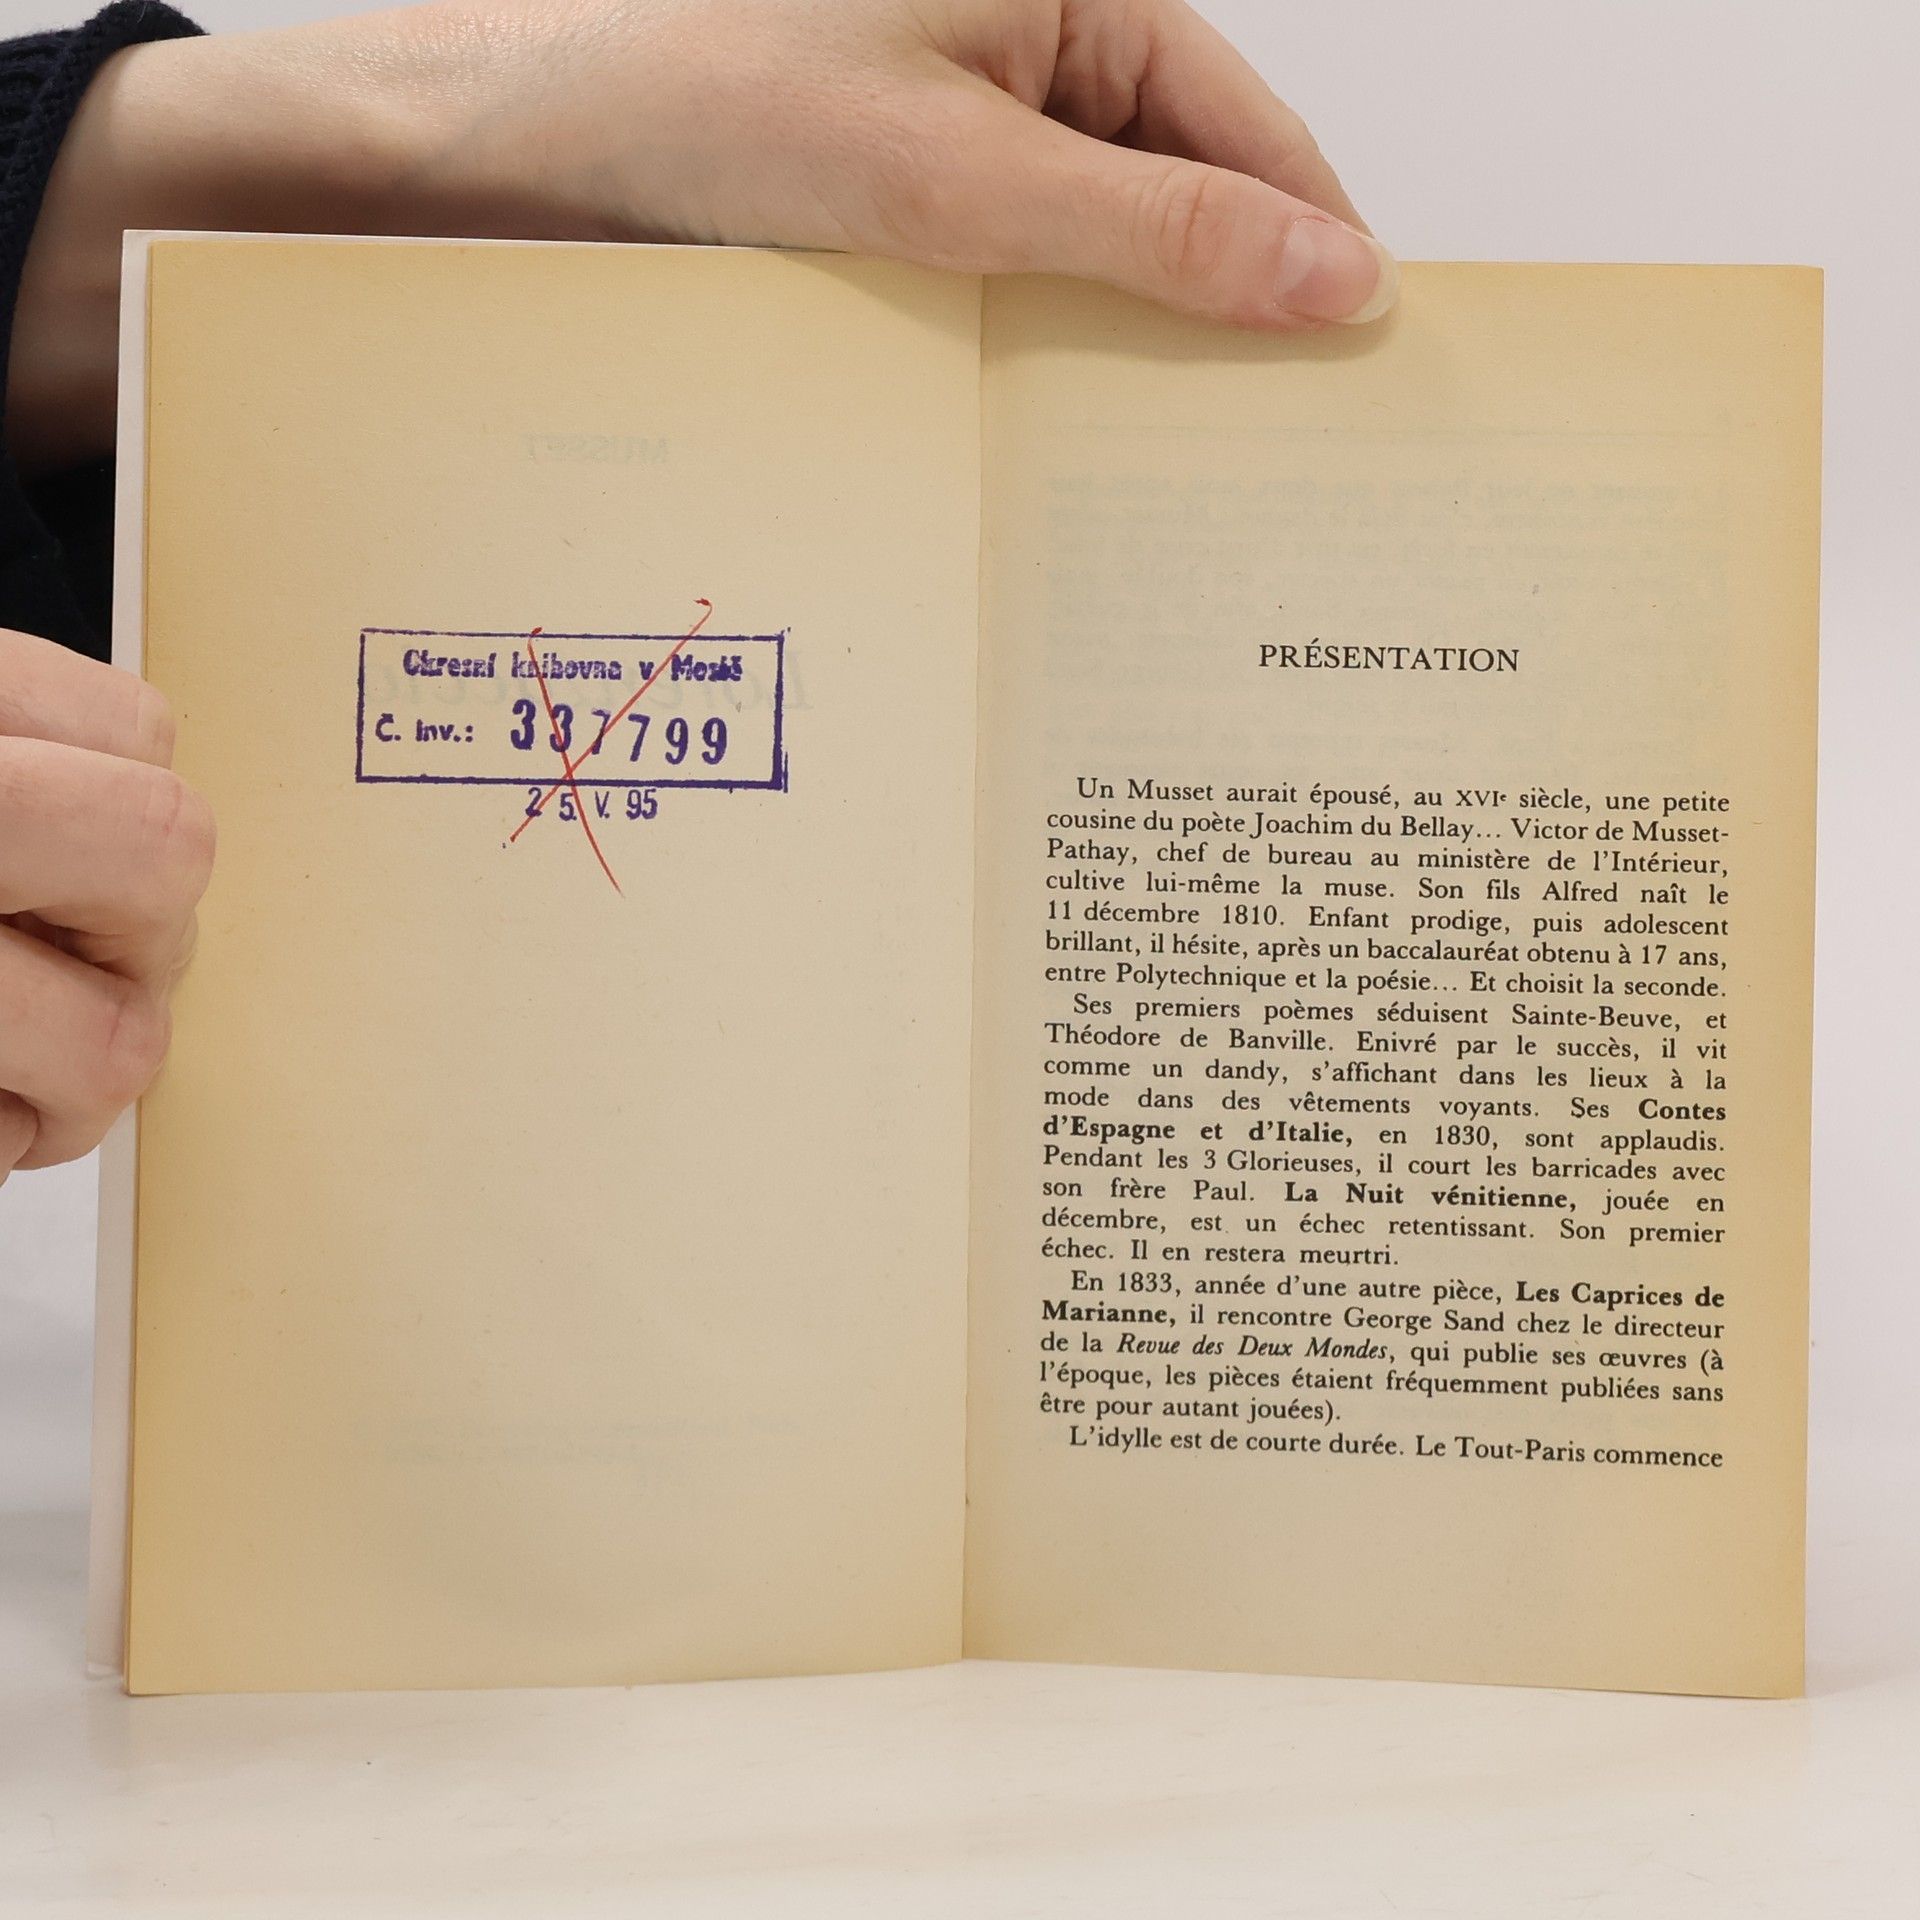 Okresní knihovna v Mostě
Č. inv.: 337799
2 5. V. 95
PRÉSENTATION
Un Musset aurait épousé, au XVIe siècle, une petite
cousine du poète Joachim du Bellay... Victor de Musset-
Pathay, chef de bureau au ministère de l'Intérieur,
cultive lui-même la muse. Son fils Alfred naît le
11 décembre 1810. Enfant prodige, puis adolescent
brillant, il hésite, après un baccalauréat obtenu à 17 ans,
entre Polytechnique et la poésie... Et choisit la seconde.
Ses premiers poèmes séduisent Sainte-Beuve, et
Théodore de Banville. Enivré par le succès, il vit
comme un dandy, s'affichant dans les lieux à la
mode dans des vêtements voyants. Ses Contes
d'Espagne et d'Italie, en 1830, sont applaudis.
Pendant les 3 Glorieuses, il court les barricades avec
son frère Paul. La Nuit vénitienne, jouée en
décembre, est un échec retentissant. Son premier
échec. Il en restera meurtri.
En 1833, année d'une autre pièce, Les Caprices de
Marianne, il rencontre George Sand chez le directeur
de la Revue des Deux Mondes, qui publie ses œuvres (à
l'époque, les pièces étaient fréquemment publiées sans
être pour autant jouées).
L'idylle est de courte durée. Le Tout-Paris commence